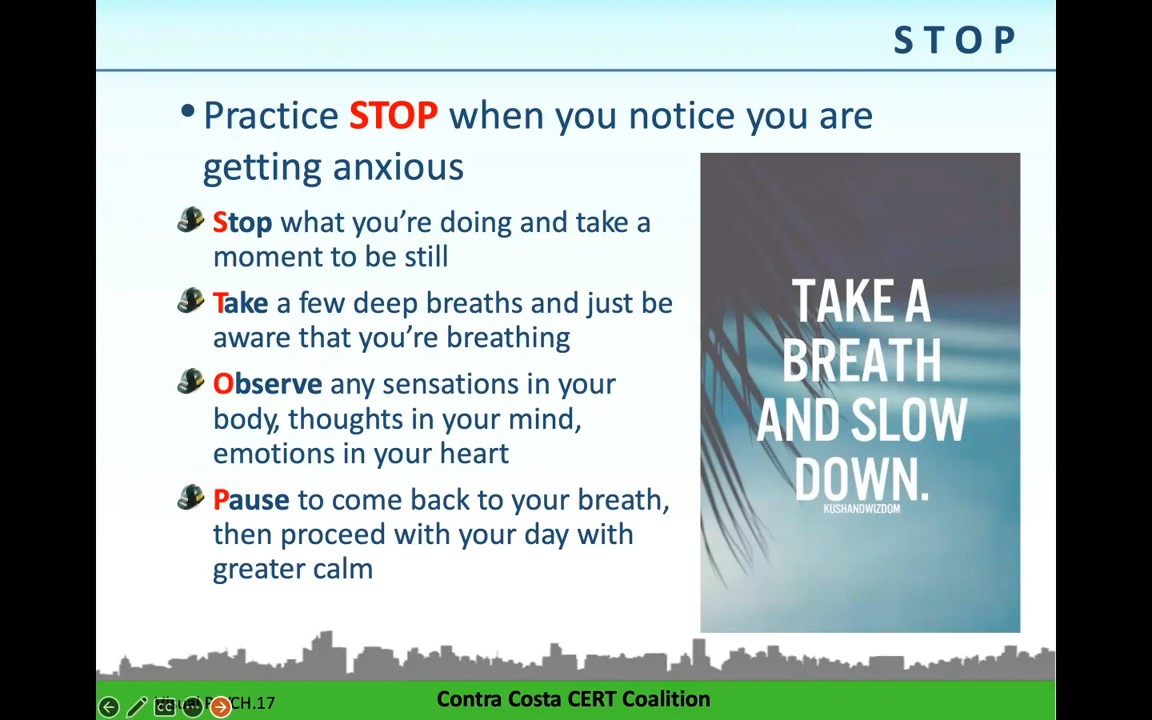 S T O P
• Practice STOP when you notice you are
getting anxious
Stop what you're doing and take a
moment to be still
Take a few deep breaths and just be
aware that you're breathing
Observe any sensations in your
body, thoughts in your mind,
emotions in your heart
Pause to come back to your breath,
then proceed with your day with
greater calm
TAKE A
BREATH
AND SLOW
DOWN.
KUSHANDWIZDOM
Visual CH.17
Contra Costa CERT Coalition